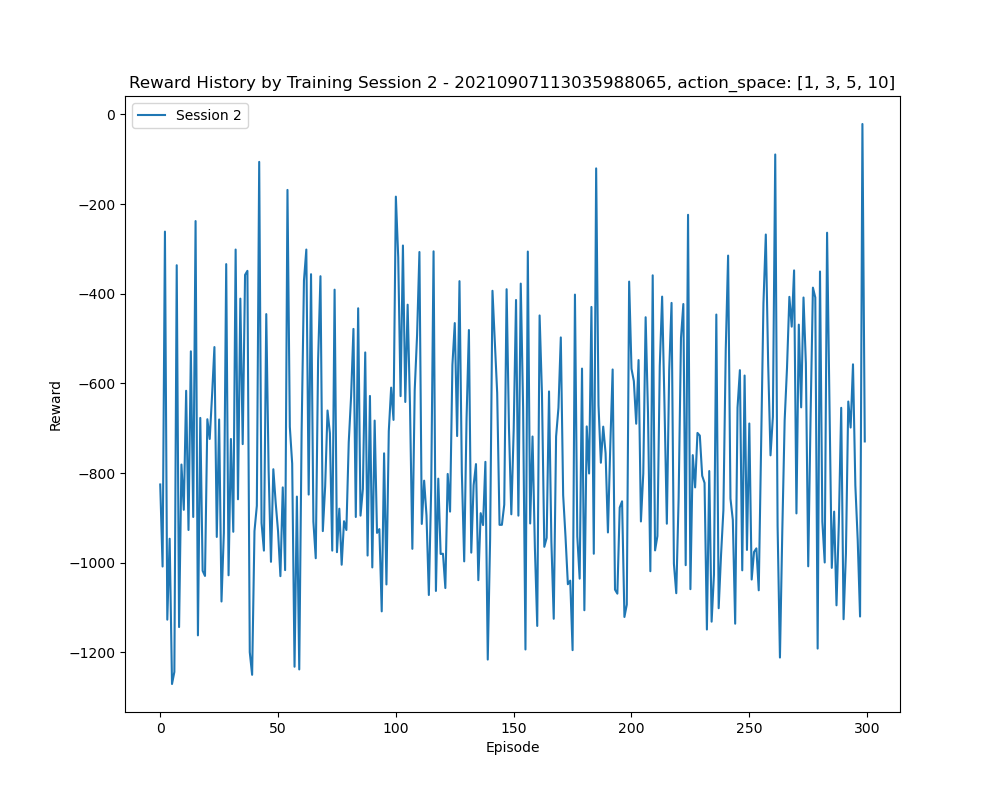 Reward History by Training Session 2 - 20210907113035988065, action_space: [1, 3, 5, 10]
Session 2
0
−200
−400
−600
−800
−1000
−1200
Reward
0 50 100 150 200 250 300
Episode